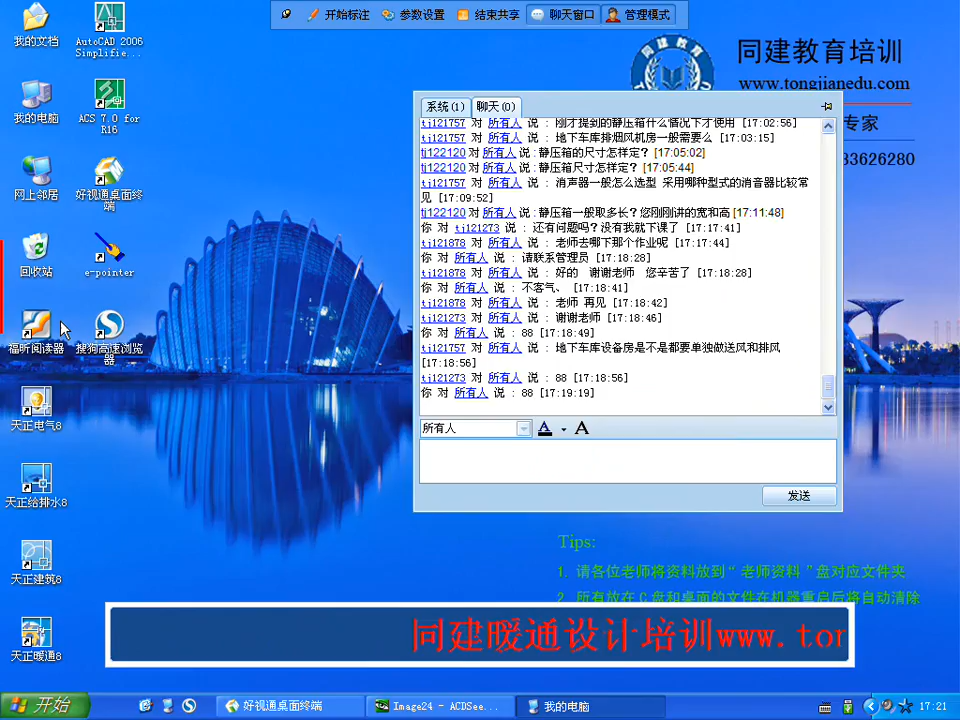 开始标注 参数设置 结束共享 聊天窗口 管理模式
我的文档
AutoCAD 2006
Simplifie...
我的电脑
ACS 7.0 for
R16
网上邻居
好视通桌面终
端
回收站
e-pointer
福昕阅读器
搜狗高速浏览
器
天正电气8
天正给排水8
天正建筑8
天正暖通8
同建教育
同建教育培训
www.tongjianedu.com
专家
33626280
系统(1) 聊天(0)
tj121757 对 所有人 说 : 刚才提到的静压箱什么情况下才使用 [17:02:56]
tj121757 对 所有人 说 : 地下车库排烟风机房一般需要么 [17:03:15]
tj122120 对 所有人 说 : 静压箱的尺寸怎样定? [17:05:02]
tj122120 对 所有人 说 : 静压箱尺寸怎样定? [17:05:44]
tj121757 对 所有人 说 : 消声器一般怎么选型 采用哪种型式的消音器比较常
见 [17:09:52]
tj122120 对 所有人 说 : 静压箱一般取多长? 您刚刚讲的宽和高 [17:11:48]
你 对 tj121273 说 : 还有问题吗? 没有我就下课了 [17:17:41]
tj121878 对 所有人 说 : 老师去哪下那个作业呢 [17:17:44]
你 对 所有人 说 : 请联系管理员 [17:18:28]
tj121878 对 所有人 说 : 好的 谢谢老师 您辛苦了 [17:18:28]
你 对 所有人 说 : 不客气、 [17:18:41]
tj121878 对 所有人 说 : 老师 再见 [17:18:42]
tj121273 对 所有人 说 : 谢谢老师 [17:18:46]
你 对 所有人 说 : 88 [17:18:49]
tj121757 对 所有人 说 : 地下车库设备房是不是都要单独做送风和排风
[17:18:56]
tj121273 对 所有人 说 : 88 [17:18:56]
你 对 所有人 说 : 88 [17:19:19]
所有人 A A
发送
Tips:
1. 请各位老师将资料放到“老师资料”盘对应文件夹
2. 所有放在C盘和桌面的文件在机器重启后将自动清除
同建暖通设计培训www.tor
开始 好视通桌面终端 Image24 - ACDSee... 我的电脑 17:21